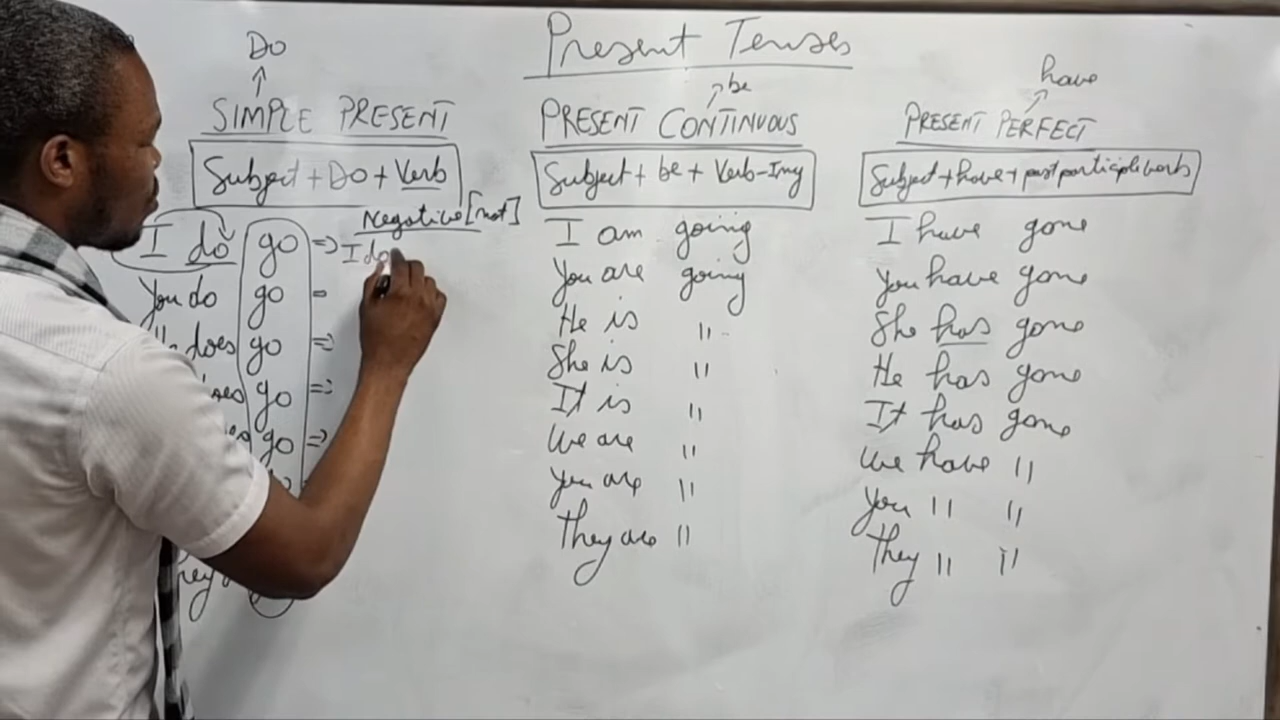 Present Tenses
Do
SIMPLE PRESENT
Subject + Do + Verb
Negative [not]
I do go => I do
You do go =
does go =>
go =>
go =>
be
PRESENT CONTINUOUS
Subject + be + Verb-Ing
I am going
You are going
He is "
She is "
It is "
We are "
You are "
They are "
have
PRESENT PERFECT
Subject + have + past participle verb
I have gone
You have gone
She has gone
He has gone
It has gone
We have "
You " "
They " "